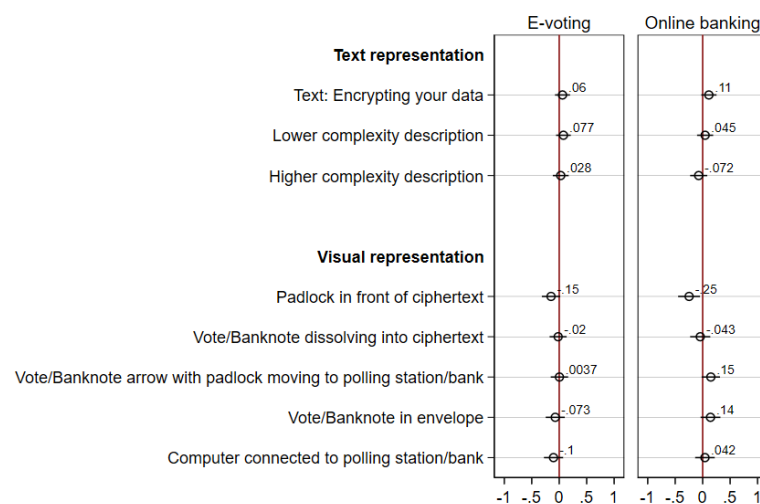 E-voting Online banking
Text representation
Text: Encrypting your data .06 .11
Lower complexity description .077 .045
Higher complexity description .028 -.072
Visual representation
Padlock in front of ciphertext -.15 -.25
Vote/Banknote dissolving into ciphertext -.02 -.043
Vote/Banknote arrow with padlock moving to polling station/bank .0037 .15
Vote/Banknote in envelope -.073 .14
Computer connected to polling station/bank -.1 .042
-1 -.5 0 .5 1 -1 -.5 0 .5 1